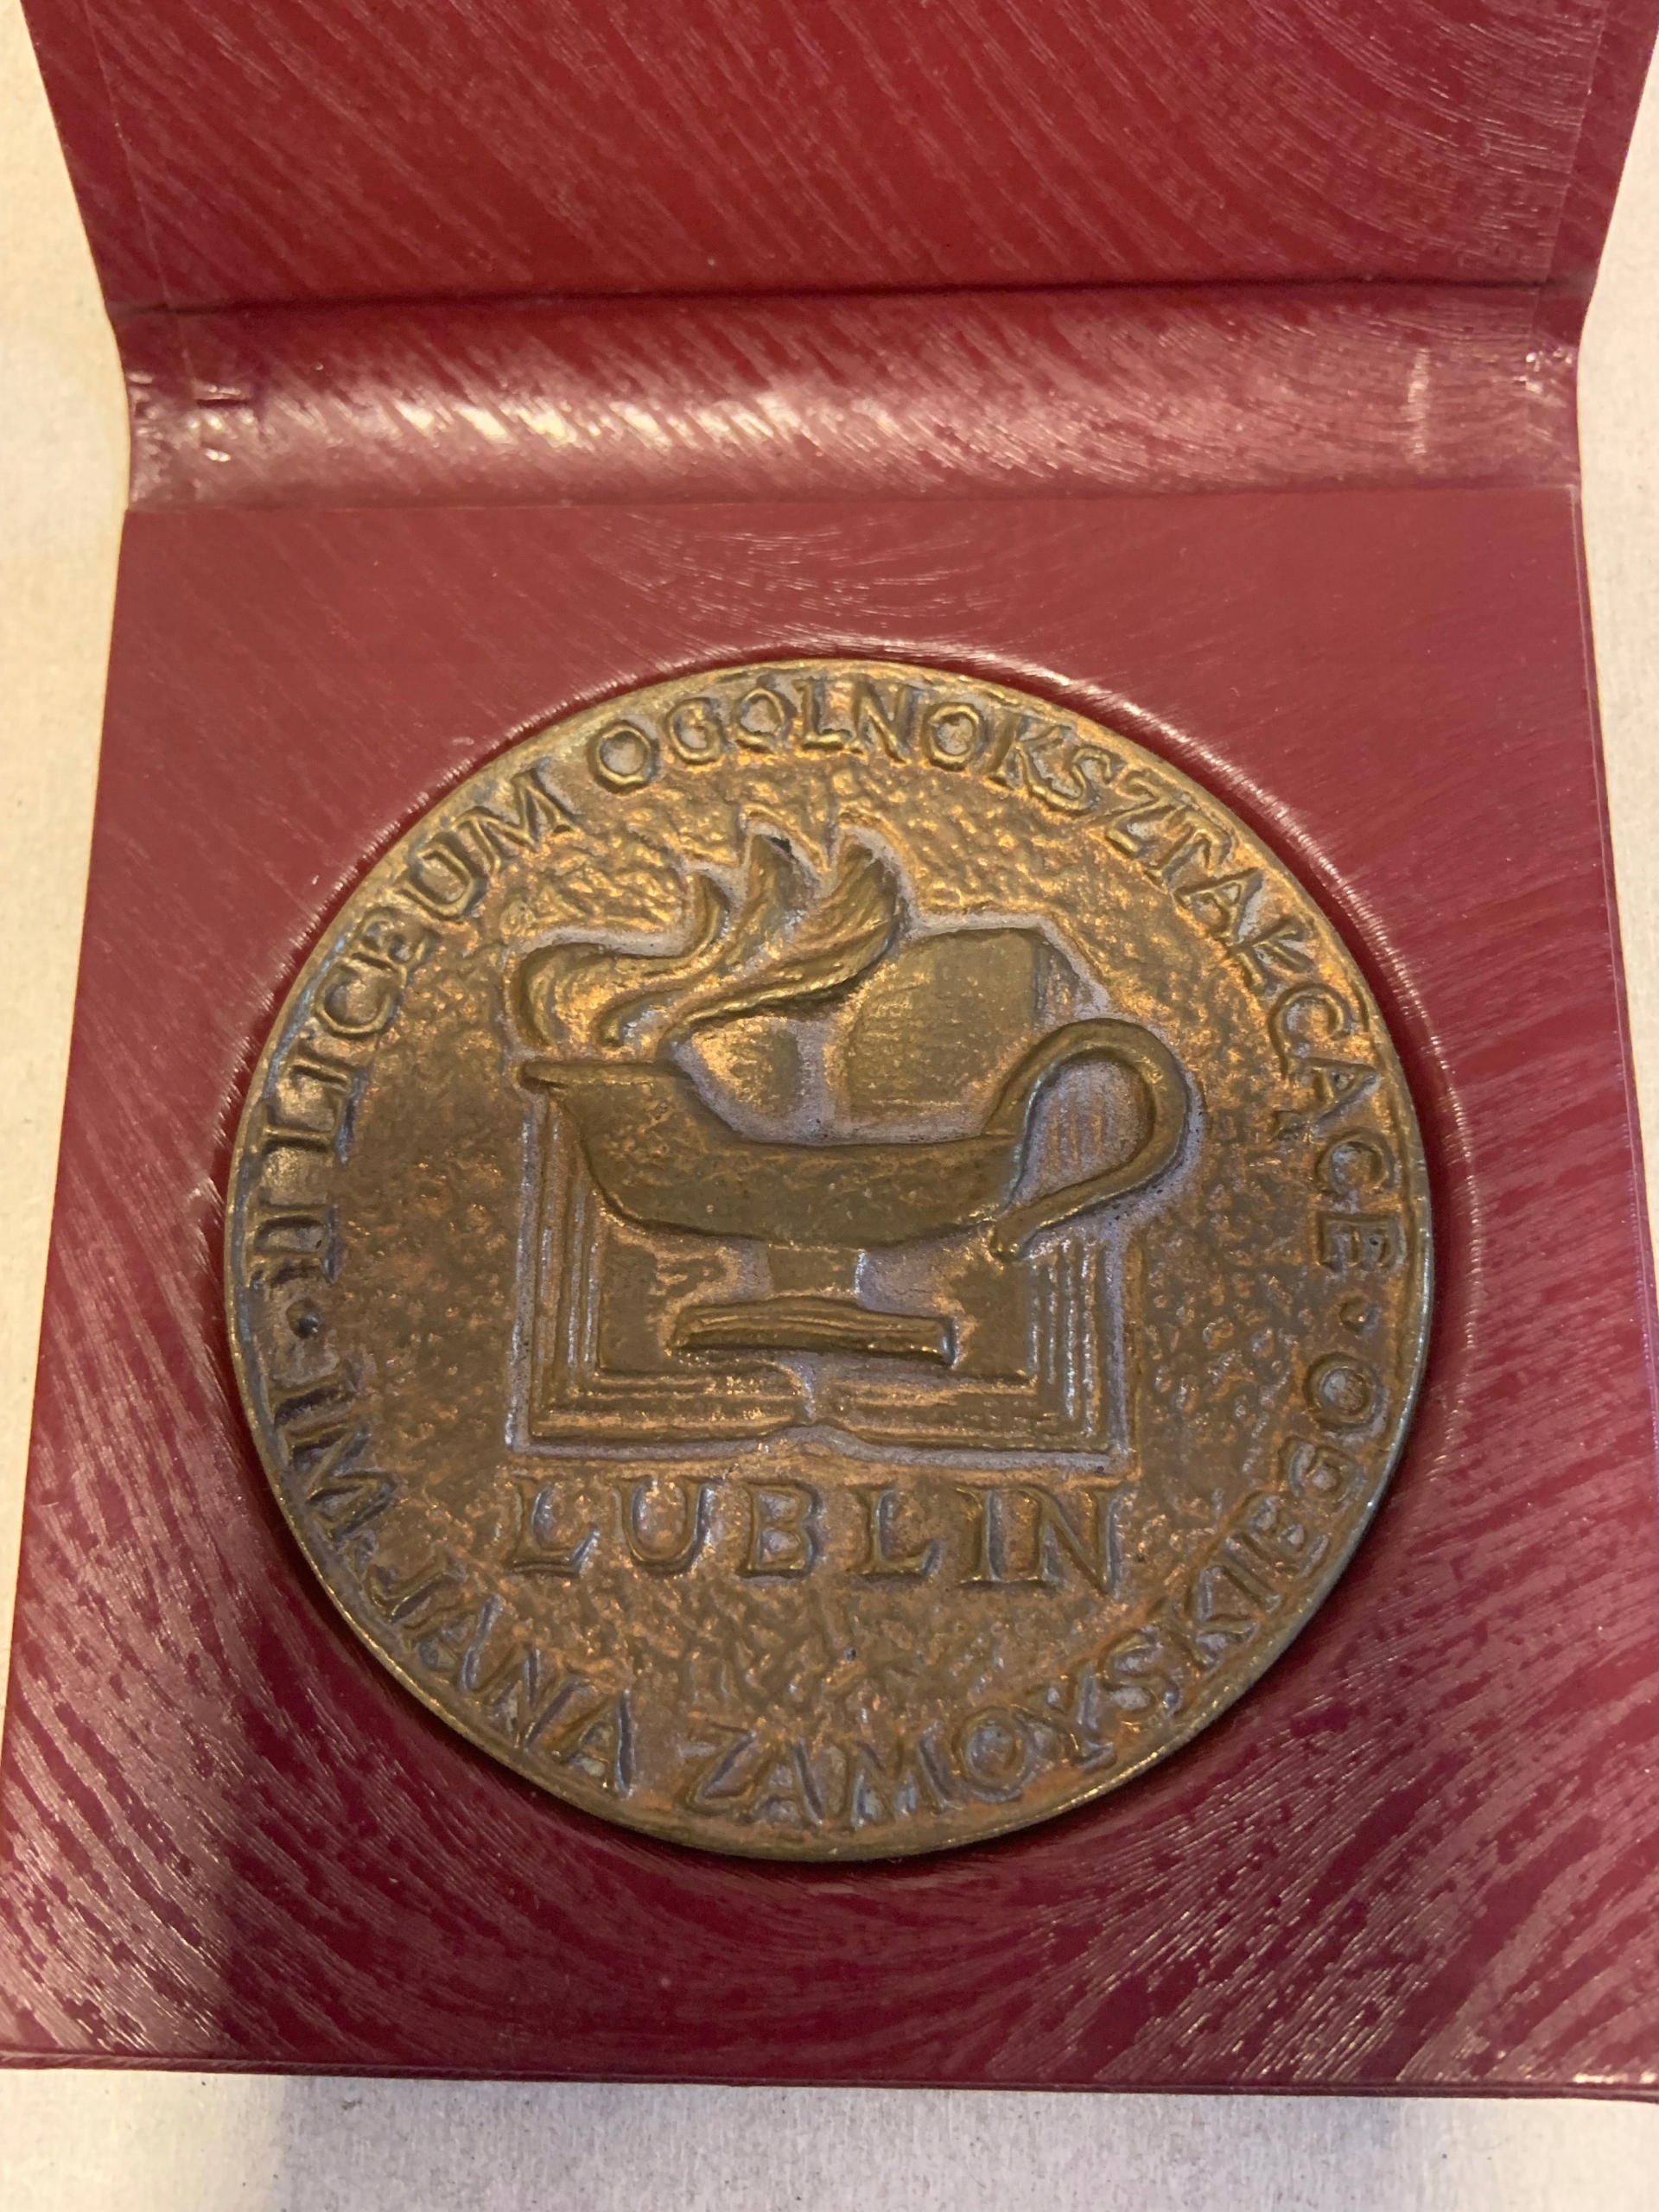 II LICEUM OGÓLNOKSZTAŁCĄCE · IM. JANA ZAMOYSKIEGO ·
LUBLIN